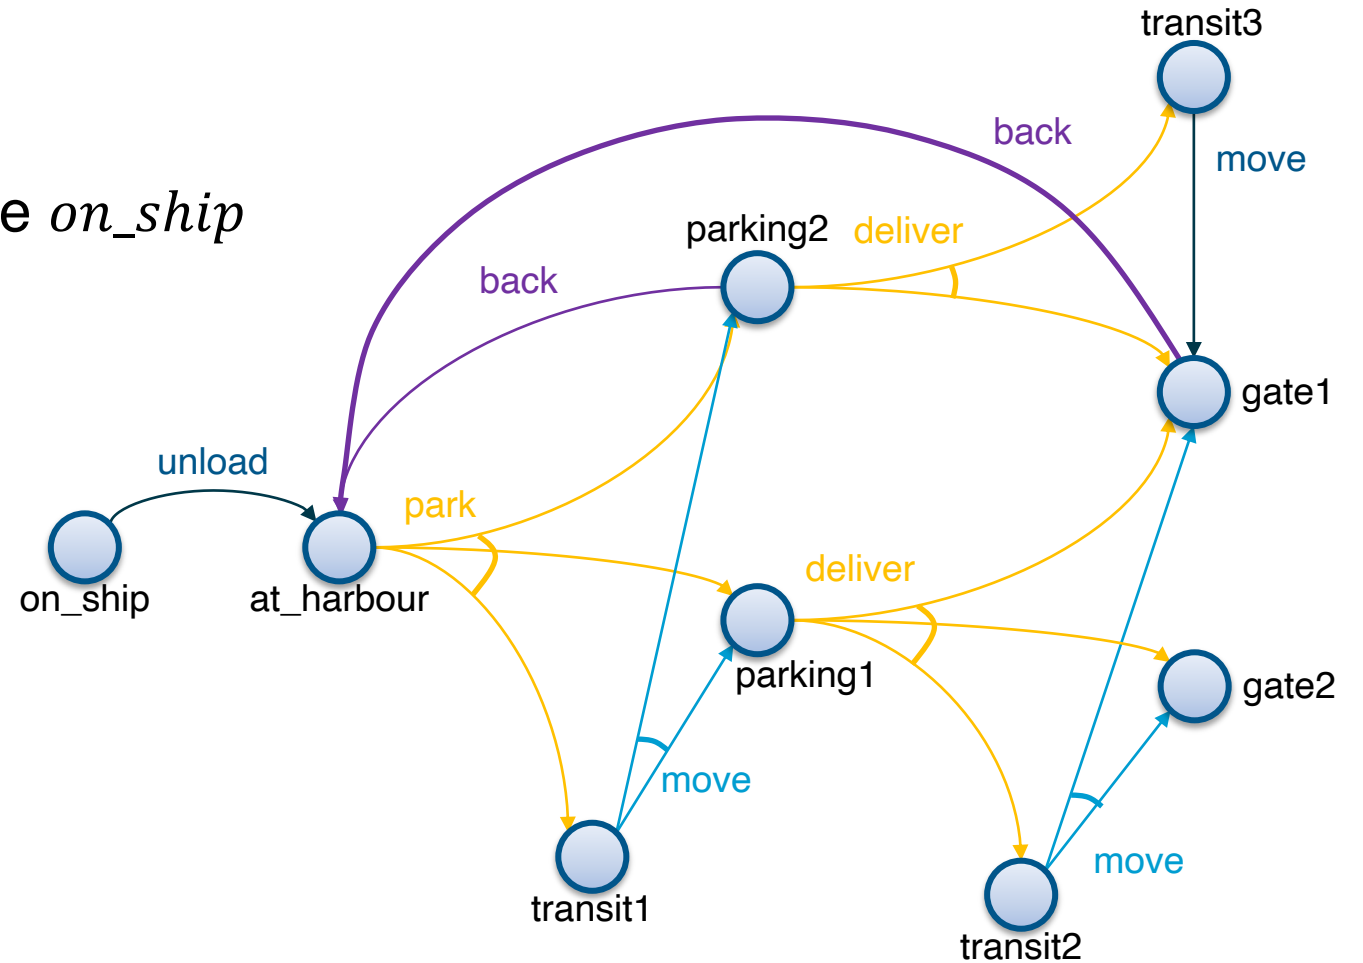 transit3
back
move
e on_ship
parking2
deliver
back
gate1
unload
park
deliver
on_ship
at_harbour
parking1
gate2
move
move
transit1
transit2